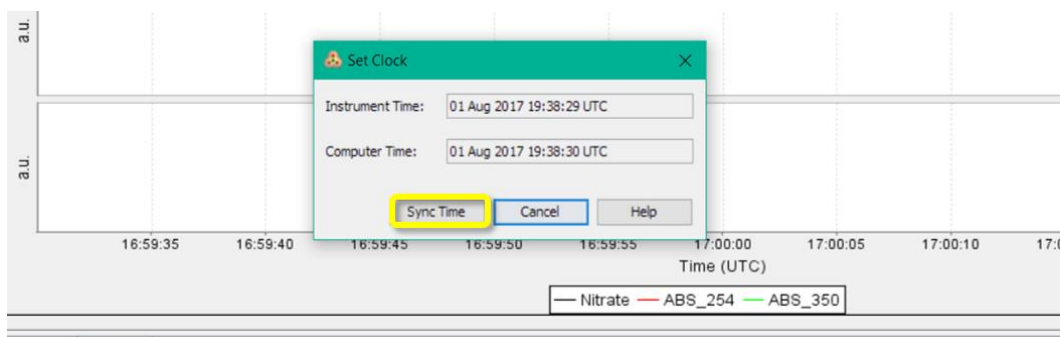 a.u.
Set Clock
Instrument Time: 01 Aug 2017 19:38:29 UTC
Computer Time: 01 Aug 2017 19:38:30 UTC
Sync Time Cancel Help
a.u.
16:59:35 16:59:40 16:59:45 16:59:50 16:59:55 17:00:00 17:00:05 17:00:10
Time (UTC)
Nitrate ABS_254 ABS_350